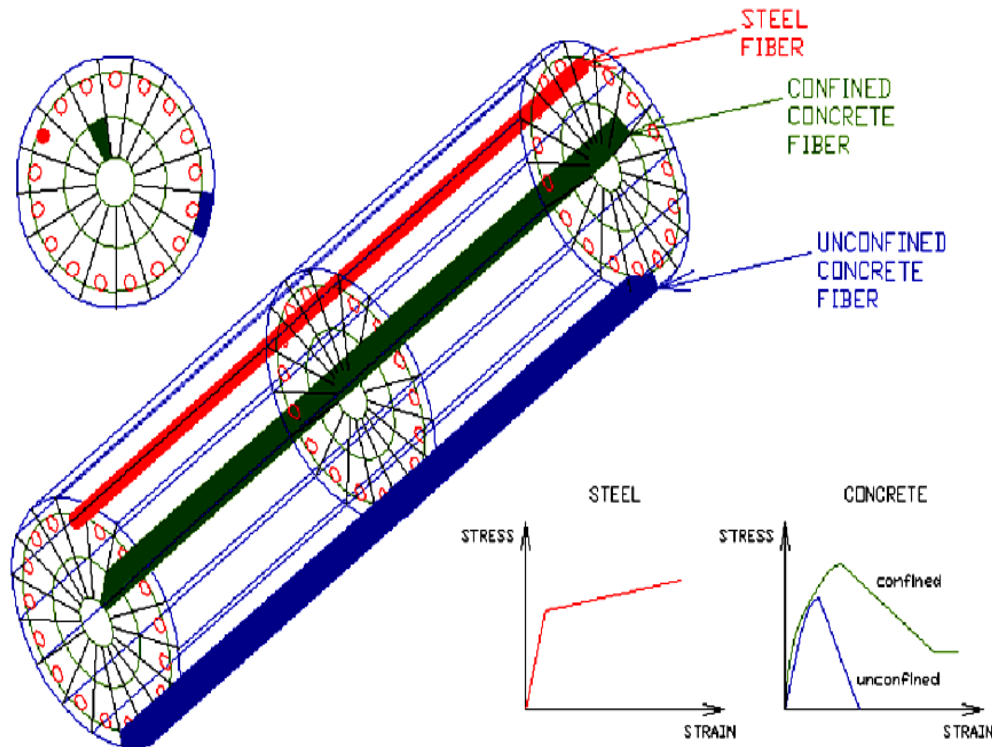 STEEL
FIBER
CONFINED
CONCRETE
FIBER
UNCONFINED
CONCRETE
FIBER
STEEL
STRESS
STRAIN
CONCRETE
STRESS
confined
unconfined
STRAIN